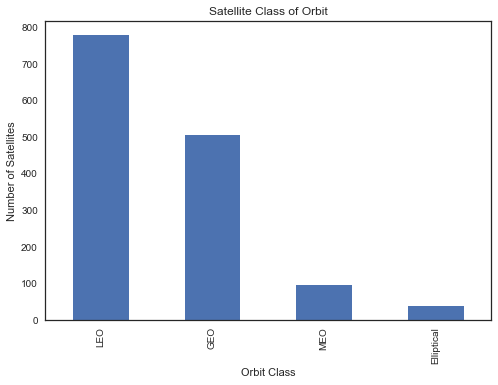 Satellite Class of Orbit
Number of Satellites
800
700
600
500
400
300
200
100
0
LEO
GEO
MEO
Elliptical
Orbit Class